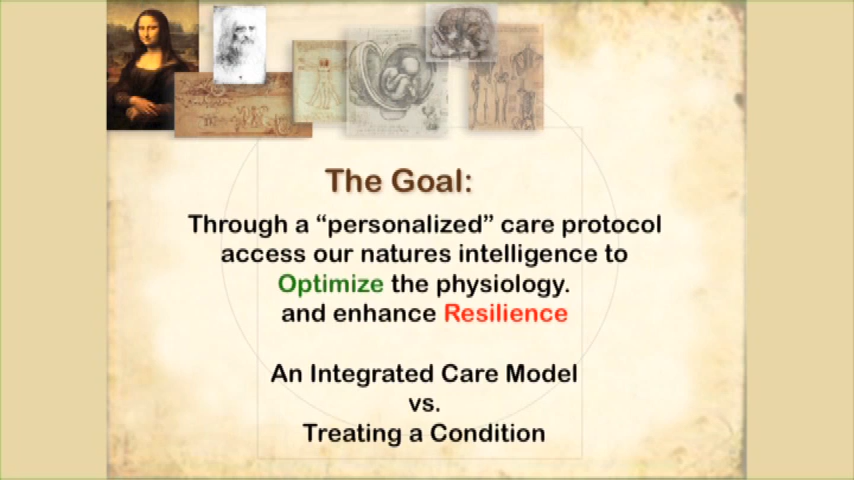 The Goal:
Through a “personalized” care protocol
access our natures intelligence to
Optimize the physiology.
and enhance Resilience
An Integrated Care Model
vs.
Treating a Condition